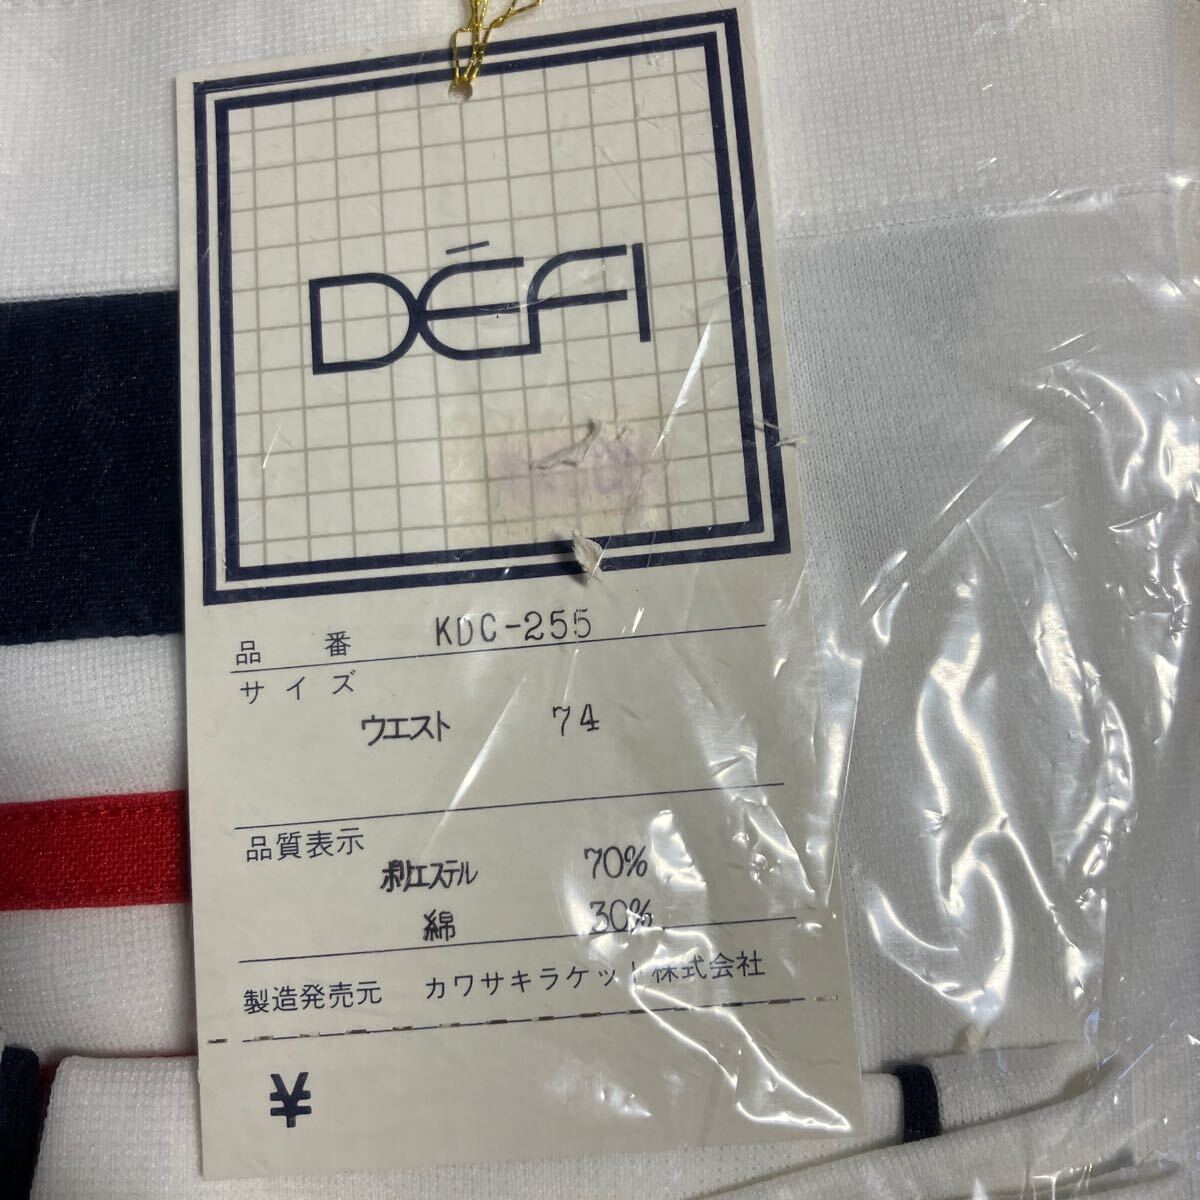 DĒFI
品番 KDC-255
サイズ
ウエスト 74
品質表示
ポリエステル 70%
綿 30%
製造発売元 カワサキラケット株式会社
¥